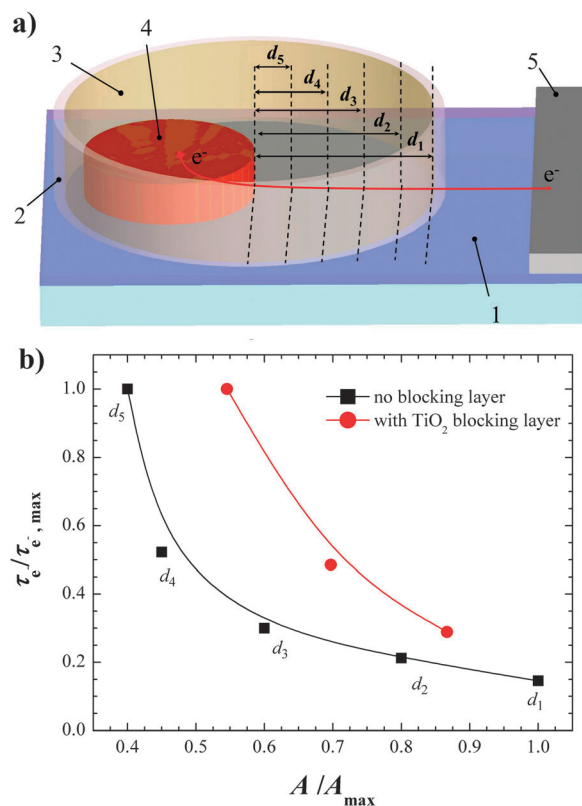 a)
3
4
5
d₅
d₄
d₃
d₂
d₁
e⁻
e⁻
2
1
b)
1.0
0.8
0.6
0.4
0.2
0.0
τₑ⁻/τₑ⁻,max
no blocking layer
with TiO₂ blocking layer
d₅
d₄
d₃
d₂
d₁
0.4 0.5 0.6 0.7 0.8 0.9 1.0
A/Amax